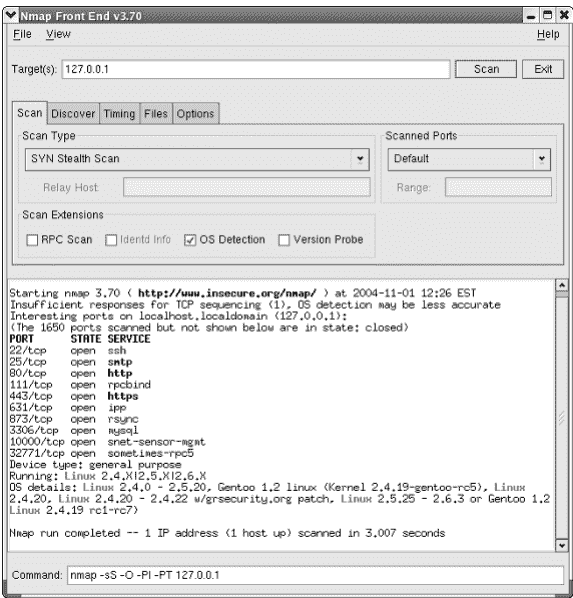 Nmap Front End v3.70
File View Help
Target(s): 127.0.0.1 Scan Exit
Scan Discover Timing Files Options
Scan Type Scanned Ports
SYN Stealth Scan Default
Relay Host: Range:
Scan Extensions
RPC Scan Identd Info OS Detection Version Probe
Starting nmap 3.70 ( http://www.insecure.org/nmap/ ) at 2004-11-01 12:26 EST
Insufficient responses for TCP sequencing (1), OS detection may be less accurate
Interesting ports on localhost.localdomain (127.0.0.1):
(The 1650 ports scanned but not shown below are in state: closed)
PORT STATE SERVICE
22/tcp open ssh
25/tcp open smtp
80/tcp open http
111/tcp open rpcbind
443/tcp open https
631/tcp open ipp
873/tcp open rsync
3306/tcp open mysql
10000/tcp open snet-sensor-mgmt
32771/tcp open sometimes-rpc5
Device type: general purpose
Running: Linux 2.4.X|2.5.X|2.6.X
OS details: Linux 2.4.0 - 2.5.20, Gentoo 1.2 linux (Kernel 2.4.19-gentoo-rc5), Linux
2.4.20, Linux 2.4.20 - 2.4.22 w/grsecurity.org patch, Linux 2.5.25 - 2.6.3 or Gentoo 1.2
Linux 2.4.19 rc1-rc7)
Nmap run completed -- 1 IP address (1 host up) scanned in 3.007 seconds
Command: nmap -sS -O -PI -PT 127.0.0.1